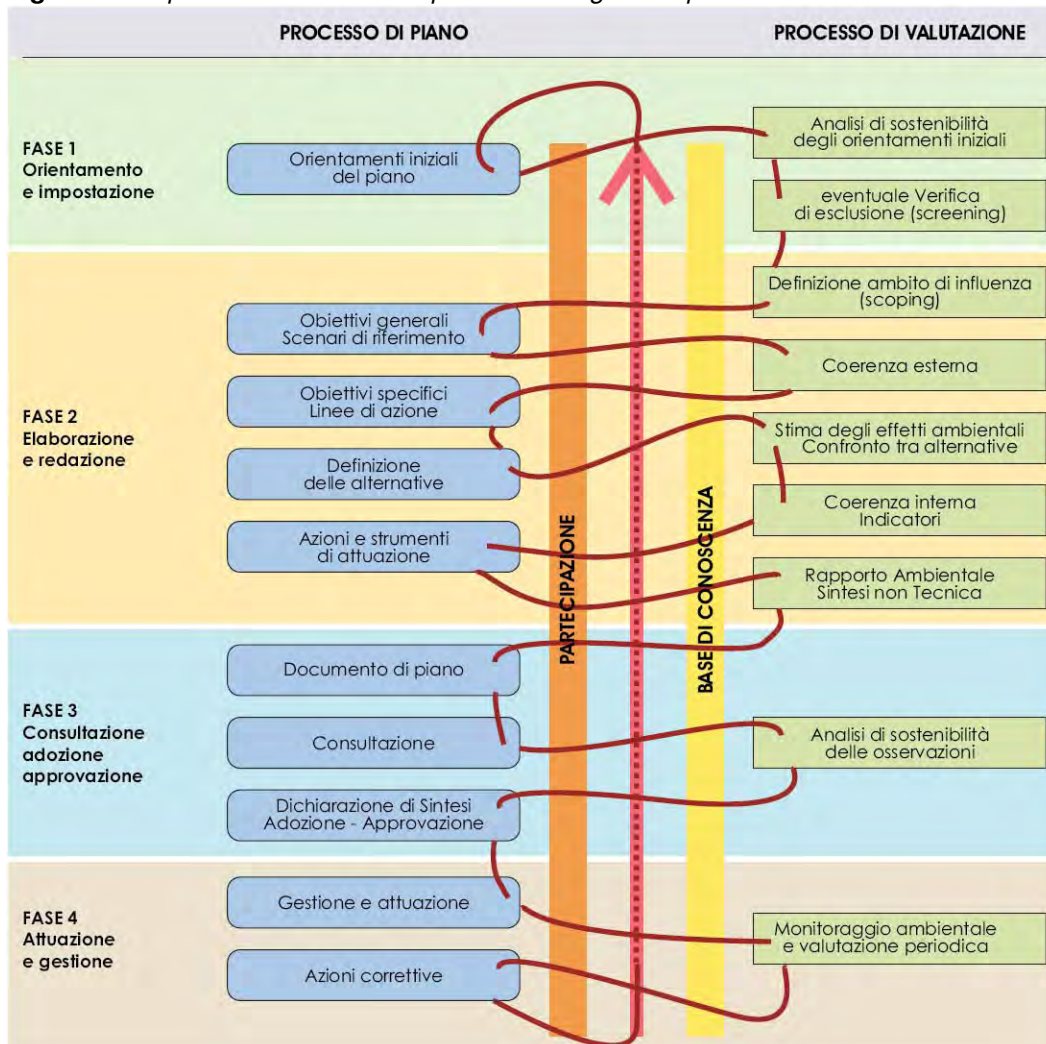 PROCESSO DI PIANO
PROCESSO DI VALUTAZIONE
FASE 1
Orientamento
e impostazione
Orientamenti iniziali
del piano
Analisi di sostenibilità
degli orientamenti iniziali
eventuale Verifica
di esclusione (screening)
FASE 2
Elaborazione
e redazione
Definizione ambito di influenza
(scoping)
Obiettivi generali
Scenari di riferimento
Coerenza esterna
Obiettivi specifici
Linee di azione
Stima degli effetti ambientali
Confronto tra alternative
Definizione
delle alternative
Coerenza interna
Indicatori
Azioni e strumenti
di attuazione
Rapporto Ambientale
Sintesi non Tecnica
PARTECIPAZIONE
BASE DI CONOSCENZA
FASE 3
Consultazione
adozione
approvazione
Documento di piano
Consultazione
Analisi di sostenibilità
delle osservazioni
Dichiarazione di Sintesi
Adozione - Approvazione
FASE 4
Attuazione
e gestione
Gestione e attuazione
Monitoraggio ambientale
e valutazione periodica
Azioni correttive